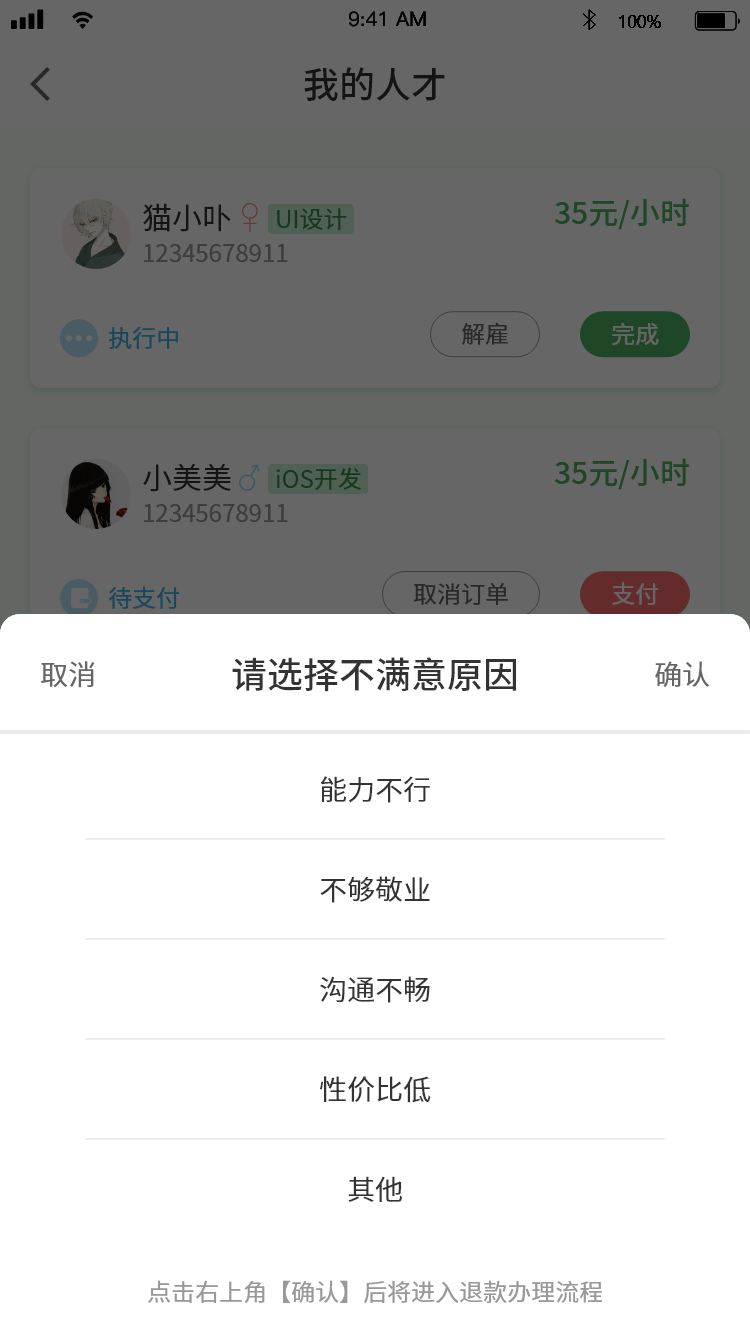 9:41 AM
100%
我的人才
猫小卟 UI设计 35元/小时
12345678911
执行中 解雇 完成
小美美 iOS开发 35元/小时
12345678911
待支付 取消订单 支付
取消 请选择不满意原因 确认
能力不行
不够敬业
沟通不畅
性价比低
其他
点击右上角【确认】后将进入退款办理流程